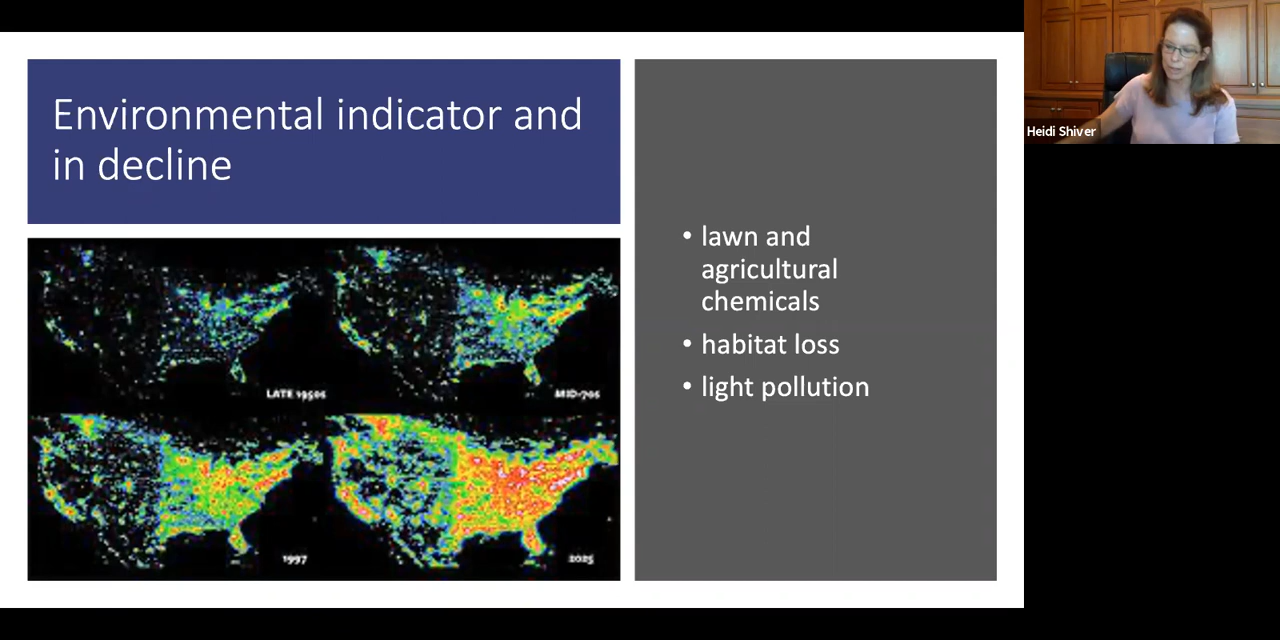 Environmental indicator and
in decline
• lawn and
agricultural
chemicals
• habitat loss
• light pollution
LATE 1950s
MID-70s
1997
2025
Heidi Shiver